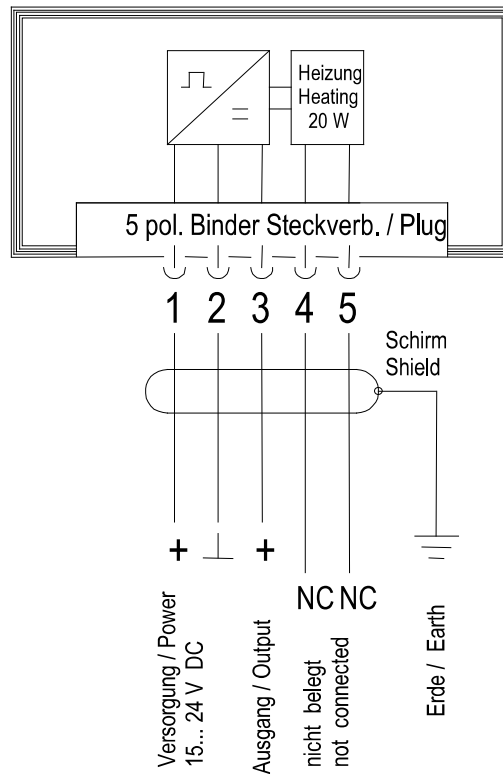 Heizung
Heating
20 W
5 pol. Binder Steckverb. / Plug
1 2 3 4 5
Schirm
Shield
+ +
NC NC
Versorgung / Power
15... 24 V DC
Ausgang / Output
nicht belegt
not connected
Erde / Earth